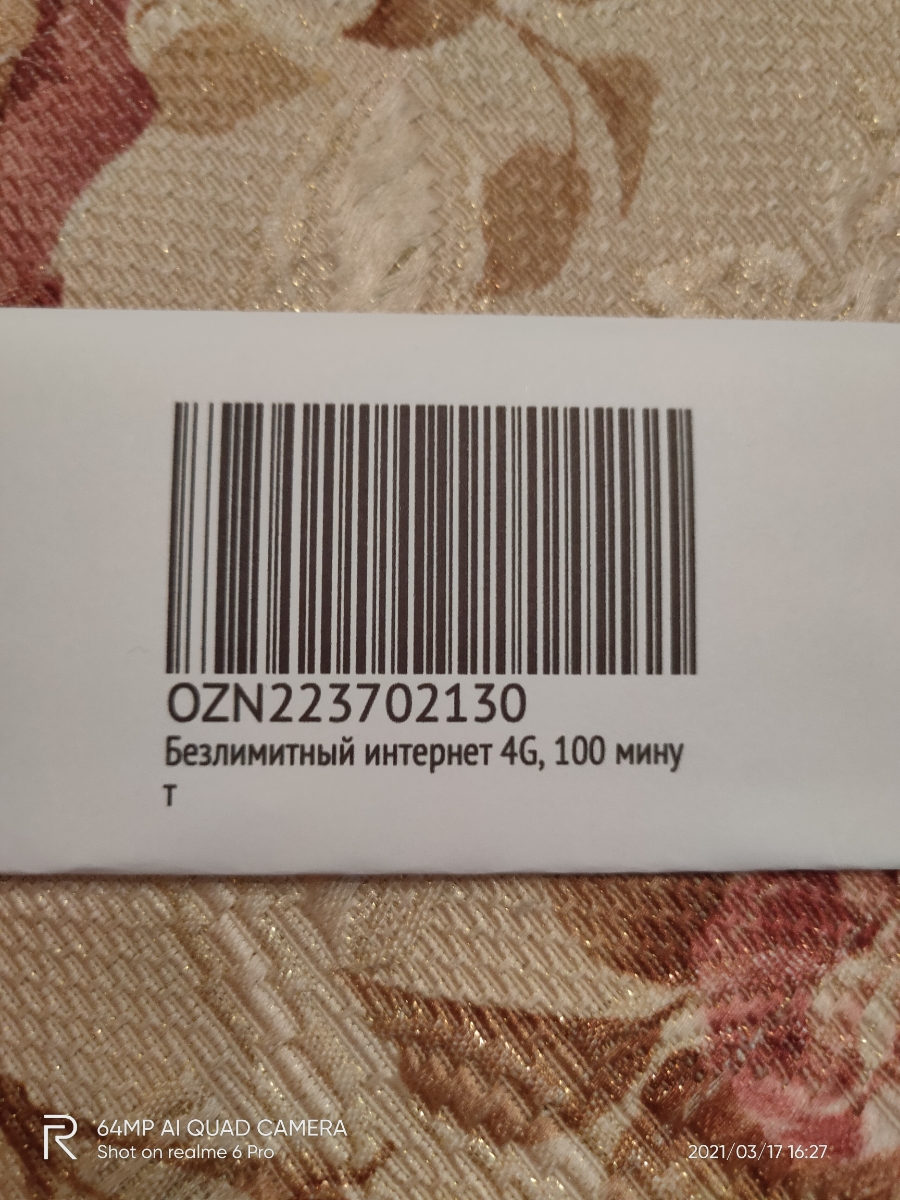 OZN223702130
Безлимитный интернет 4G, 100 мину
т
64MP AI QUAD CAMERA
Shot on realme 6 Pro
2021/03/17 16:27